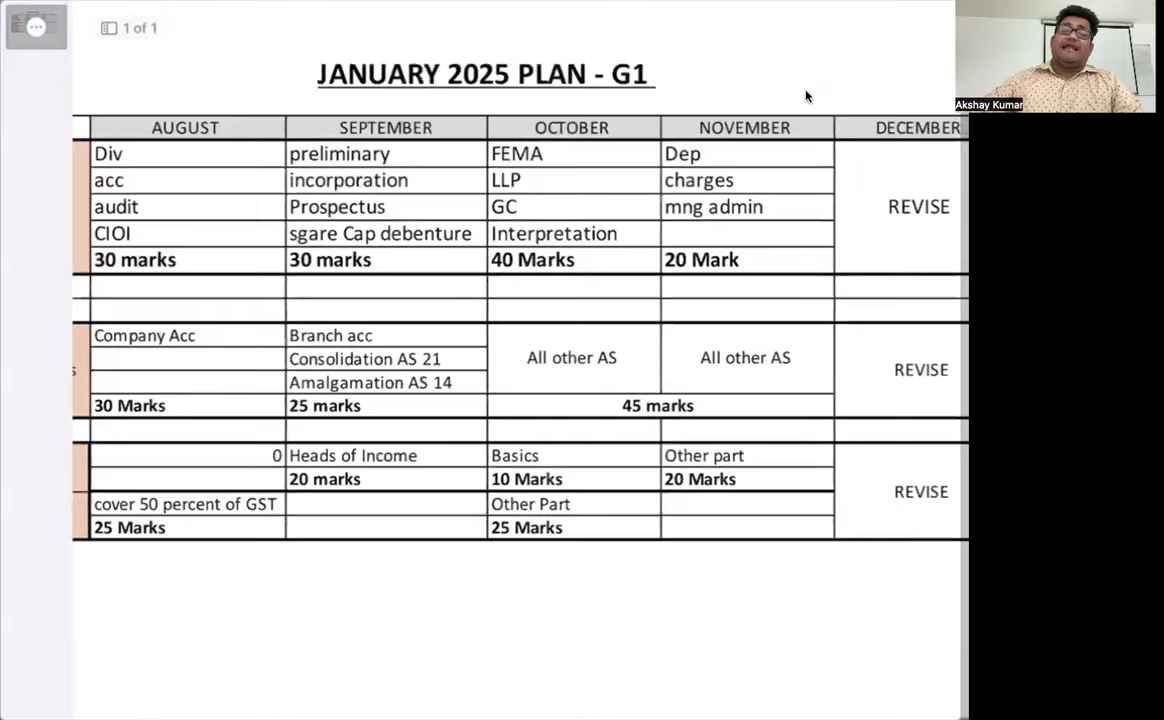 1 of 1
JANUARY 2025 PLAN - G1
Akshay Kumar
AUGUST SEPTEMBER OCTOBER NOVEMBER DECEMBER
Div preliminary FEMA Dep
acc incorporation LLP charges
audit Prospectus GC mng admin REVISE
CIOI sgare Cap debenture Interpretation
30 marks 30 marks 40 Marks 20 Mark
Company Acc Branch acc
Consolidation AS 21 All other AS All other AS
s REVISE
Amalgamation AS 14
30 Marks 25 marks 45 marks
0 Heads of Income Basics Other part
20 marks 10 Marks 20 Marks
REVISE
cover 50 percent of GST Other Part
25 Marks 25 Marks